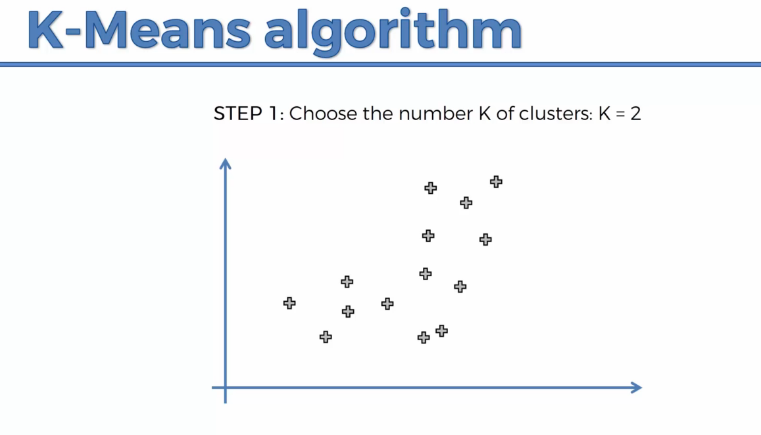 K-Means algorithm
STEP 1: Choose the number K of clusters: K = 2